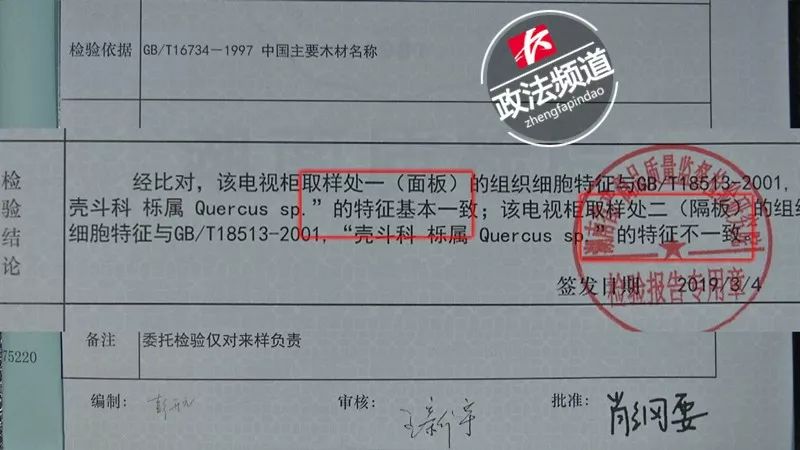 检验依据 GB/T16734—1997 中国主要木材名称
政法频道
zhengfapindao
检验结论
经比对，该电视柜取样处一（面板）的组织细胞特征与GB/T18513-2001，
壳斗科 栎属 Quercus sp.”的特征基本一致；该电视柜取样处二（隔板）的组
细胞特征与GB/T18513-2001，“壳斗科 栎属 Quercus sp.”的特征不一致。
签发日期 2019/3/4
检验报告专用章
75220
备注 委托检验仅对来样负责
编制： 审核： 王新宇 批准： 肖纲要